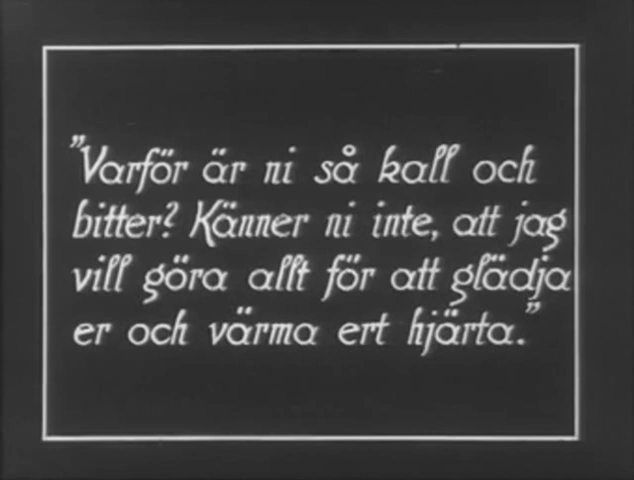 "Varför är ni så kall och
bitter? Känner ni inte, att jag
vill göra allt för att glädja
er och värma ert hjärta."